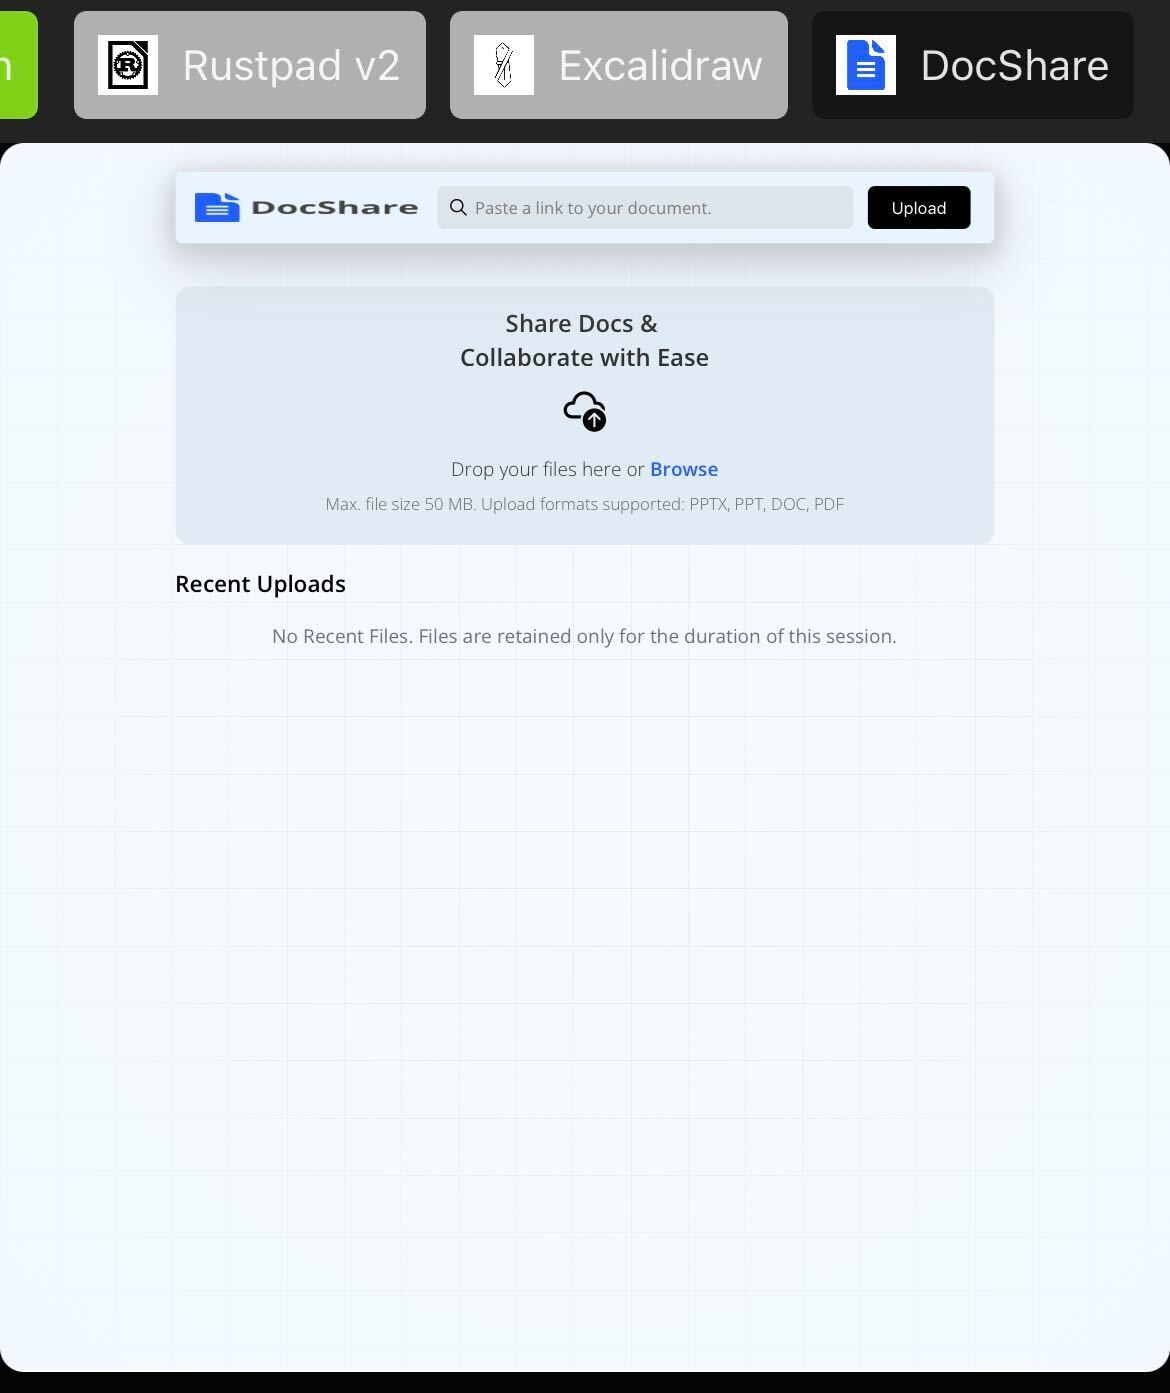 Rustpad v2
Excalidraw
DocShare
DocShare
Paste a link to your document.
Upload
Share Docs &
Collaborate with Ease
Drop your files here or Browse
Max. file size 50 MB. Upload formats supported: PPTX, PPT, DOC, PDF
Recent Uploads
No Recent Files. Files are retained only for the duration of this session.